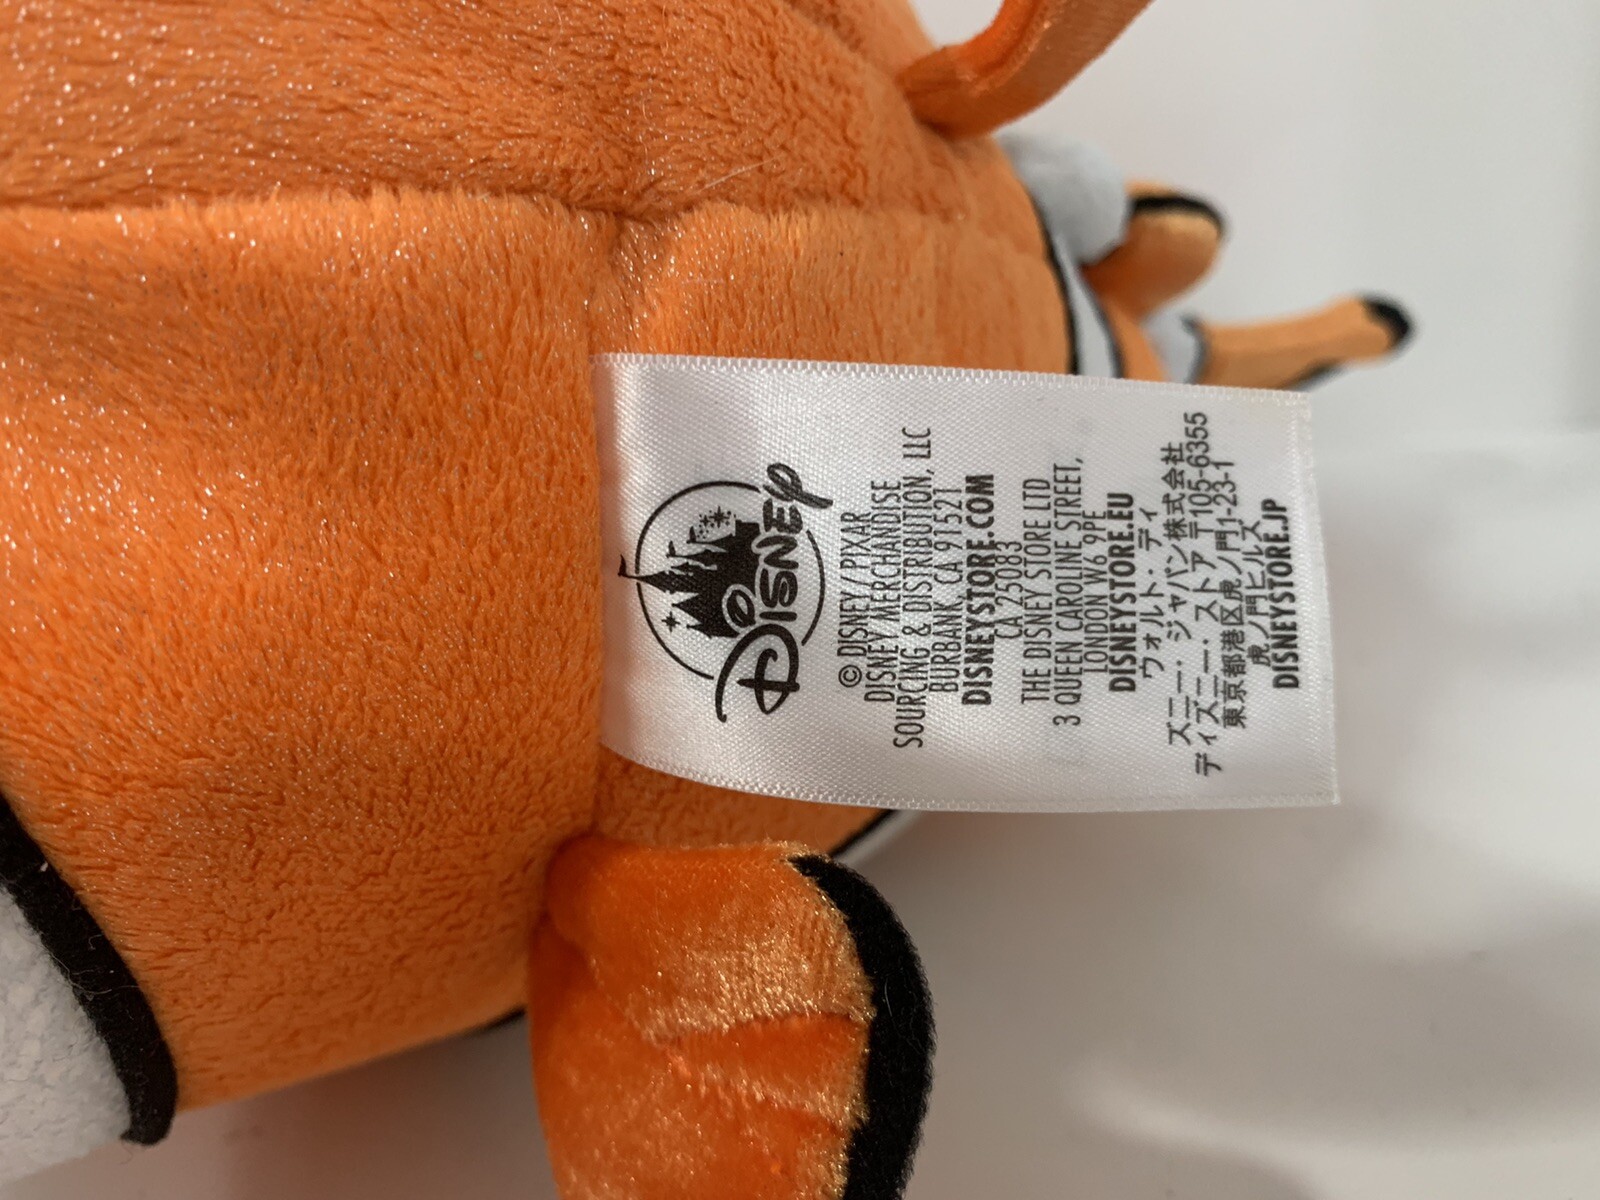 Disney
© DISNEY/PIXAR
DISNEY MERCHANDISE
SOURCING & DISTRIBUTION, LLC
BURBANK, CA 91521
DISNEYSTORE.COM
CA 25083
THE DISNEY STORE LTD
3 QUEEN CAROLINE STREET,
LONDON W6 9PE
DISNEYSTORE.EU
ウォルト・ディ
ズニー・ジャパン株式会社
ディズニー・ストア 〒105-6355
東京都港区虎ノ門1-23-1
虎ノ門ヒルズ
DISNEYSTORE.JP